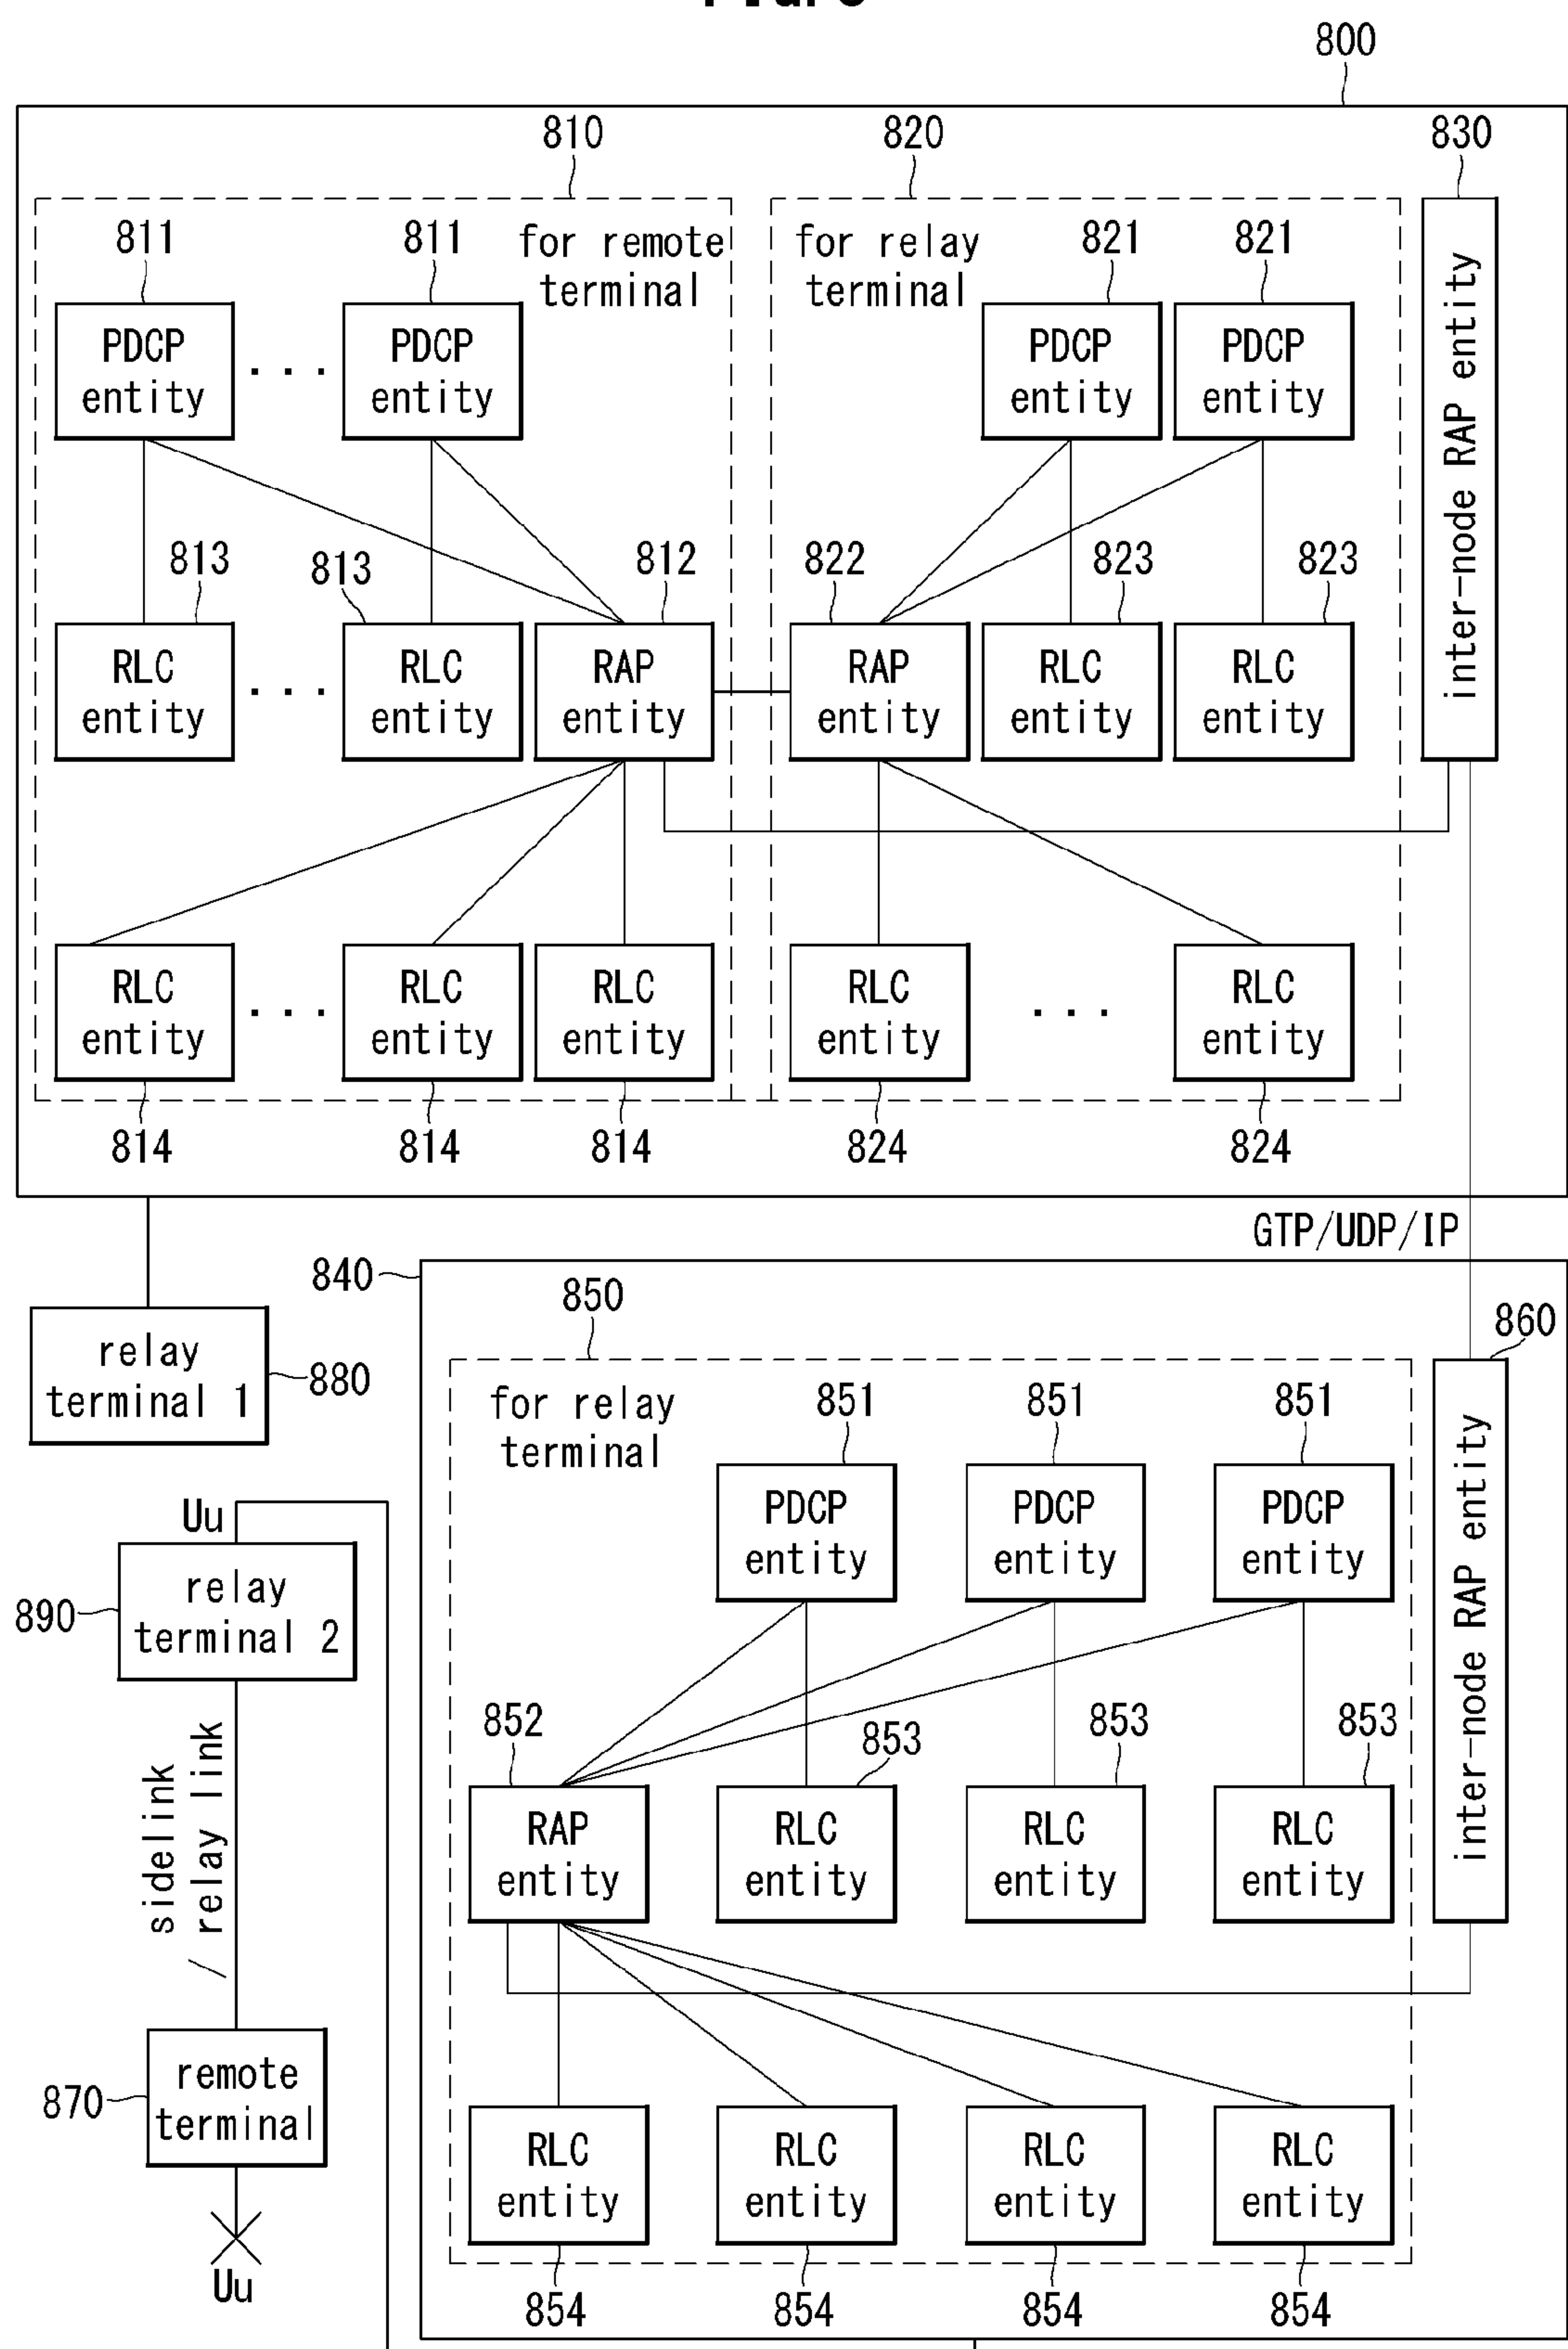 800
810
820
830
811
811
for remote
terminal
for relay
terminal
821
821
PDCP
entity
. . .
PDCP
entity
PDCP
entity
PDCP
entity
inter-node RAP entity
813
813
812
822
823
823
RLC
entity
. . .
RLC
entity
RAP
entity
RAP
entity
RLC
entity
RLC
entity
RLC
entity
. . .
RLC
entity
RLC
entity
RLC
entity
. . .
RLC
entity
814
814
814
824
824
GTP/UDP/IP
840
850
860
relay
terminal 1
880
for relay
terminal
851
851
851
PDCP
entity
PDCP
entity
PDCP
entity
inter-node RAP entity
Uu
relay
terminal 2
890
sidelink
relay link
852
853
853
853
RAP
entity
RLC
entity
RLC
entity
RLC
entity
remote
terminal
870
RLC
entity
RLC
entity
RLC
entity
RLC
entity
Uu
854
854
854
854